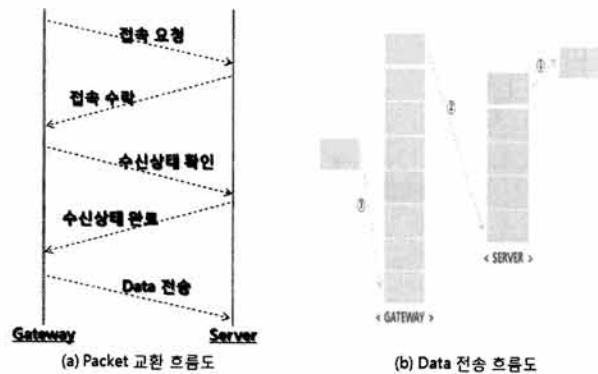 접속 요청
접속 수락
수신상태 확인
수신상태 완료
Data 전송
Gateway Server
(a) Packet 교환 흐름도
①
②
③
< SERVER >
< GATEWAY >
(b) Data 전송 흐름도